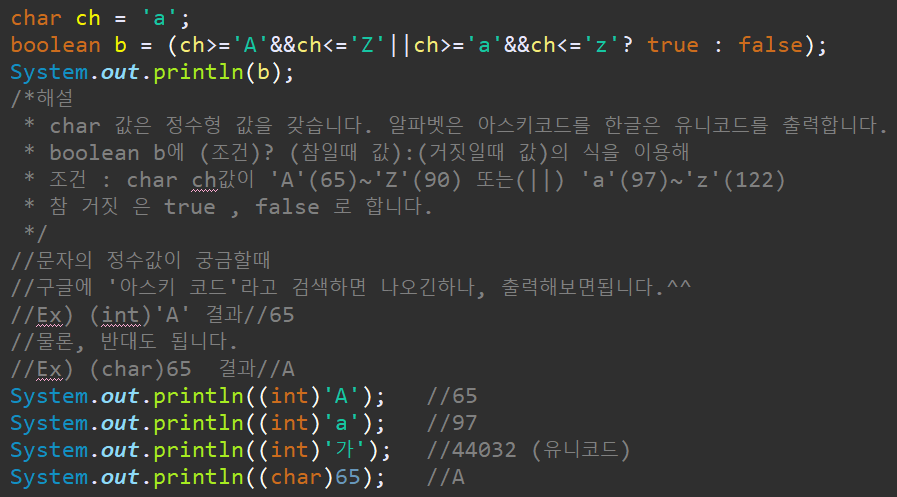 char ch = 'a';
boolean b = (ch>='A'&&ch<='Z'||ch>='a'&&ch<='z'? true : false);
System.out.println(b);
/*해설
* char 값은 정수형 값을 갖습니다. 알파벳은 아스키코드를 한글은 유니코드를 출력합니다.
* boolean b에 (조건)? (참일때 값):(거짓일때 값)의 식을 이용해
* 조건 : char ch값이 'A'(65)~'Z'(90) 또는(||) 'a'(97)~'z'(122)
* 참 거짓 은 true , false 로 합니다.
*/
//문자의 정수값이 궁금할때
//구글에 '아스키 코드'라고 검색하면 나오긴하나, 출력해보면됩니다.^^
//Ex) (int)'A' 결과//65
//물론, 반대도 됩니다.
//Ex) (char)65  결과//A
System.out.println((int)'A');   //65
System.out.println((int)'a');   //97
System.out.println((int)'가');   //44032 (유니코드)
System.out.println((char)65);   //A